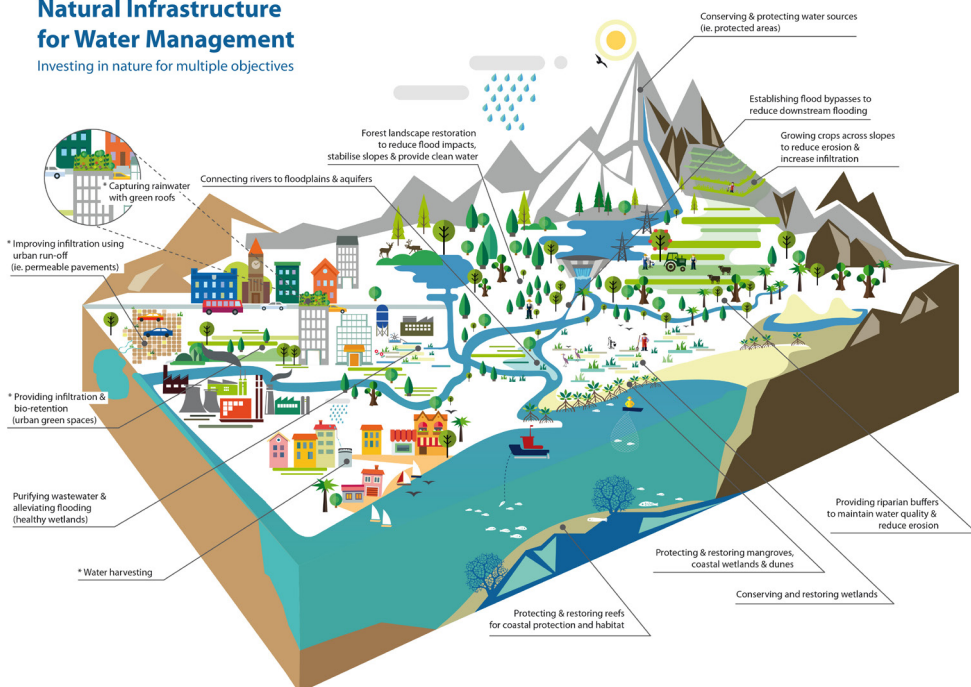 Natural Infrastructure
for Water Management
Investing in nature for multiple objectives
Conserving & protecting water sources
(ie. protected areas)
Establishing flood bypasses to
reduce downstream flooding
Growing crops across slopes
to reduce erosion &
increase infiltration
Forest landscape restoration
to reduce flood impacts,
stabilise slopes & provide clean water
Connecting rivers to floodplains & aquifers
* Capturing rainwater
with green roofs
* Improving infiltration using
urban run-off
(ie. permeable pavements)
* Providing infiltration &
bio-retention
(urban green spaces)
Purifying wastewater &
alleviating flooding
(healthy wetlands)
* Water harvesting
Providing riparian buffers
to maintain water quality &
reduce erosion
Protecting & restoring mangroves,
coastal wetlands & dunes
Conserving and restoring wetlands
Protecting & restoring reefs
for coastal protection and habitat